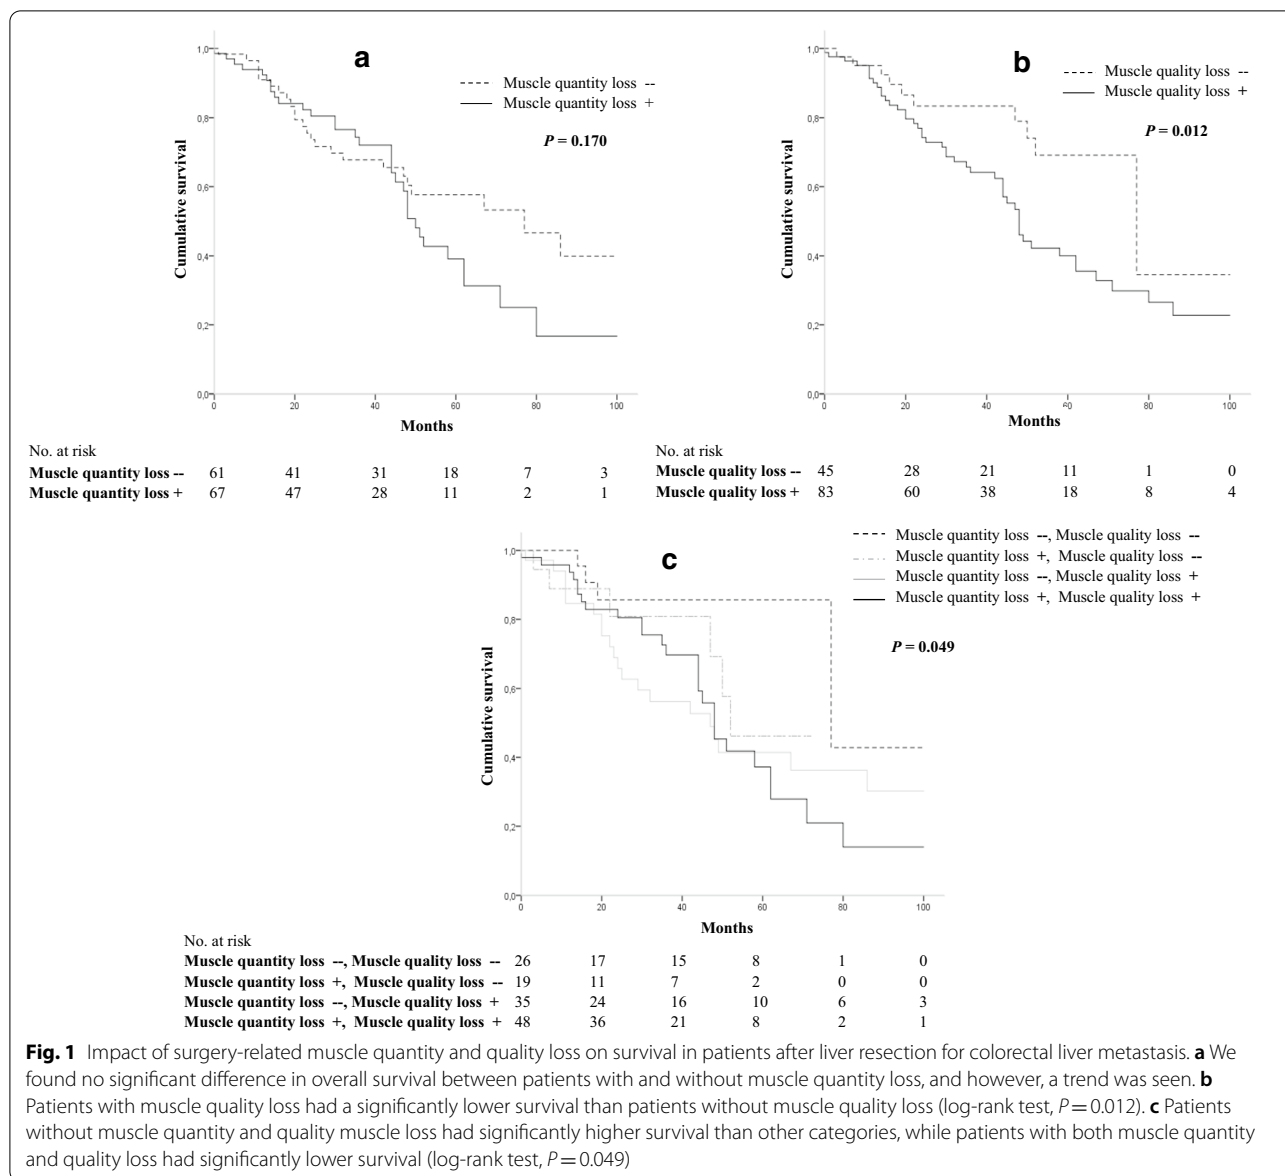 a
Cumulative survival
1,0
0,8
0,6
0,4
0,2
0,0
0 20 40 60 80 100
Months
Muscle quantity loss --
Muscle quantity loss +
P = 0.170
No. at risk
Muscle quantity loss -- 61 41 31 18 7 3
Muscle quantity loss + 67 47 28 11 2 1
b
Cumulative survival
1,0
0,8
0,6
0,4
0,2
0,0
0 20 40 60 80 100
Months
Muscle quality loss --
Muscle quality loss +
P = 0.012
No. at risk
Muscle quality loss -- 45 28 21 11 1 0
Muscle quality loss + 83 60 38 18 8 4
c
Cumulative survival
1,0
0,8
0,6
0,4
0,2
0,0
0 20 40 60 80 100
Months
Muscle quantity loss --, Muscle quality loss --
Muscle quantity loss +, Muscle quality loss --
Muscle quantity loss --, Muscle quality loss +
Muscle quantity loss +, Muscle quality loss +
P = 0.049
No. at risk
Muscle quantity loss --, Muscle quality loss -- 26 17 15 8 1 0
Muscle quantity loss +, Muscle quality loss -- 19 11 7 2 0 0
Muscle quantity loss --, Muscle quality loss + 35 24 16 10 6 3
Muscle quantity loss +, Muscle quality loss + 48 36 21 8 2 1
Fig. 1 Impact of surgery-related muscle quantity and quality loss on survival in patients after liver resection for colorectal liver metastasis. a We
found no significant difference in overall survival between patients with and without muscle quantity loss, and however, a trend was seen. b
Patients with muscle quality loss had a significantly lower survival than patients without muscle quality loss (log-rank test, P = 0.012). c Patients
without muscle quantity and quality muscle loss had significantly higher survival than other categories, while patients with both muscle quantity
and quality loss had significantly lower survival (log-rank test, P = 0.049)